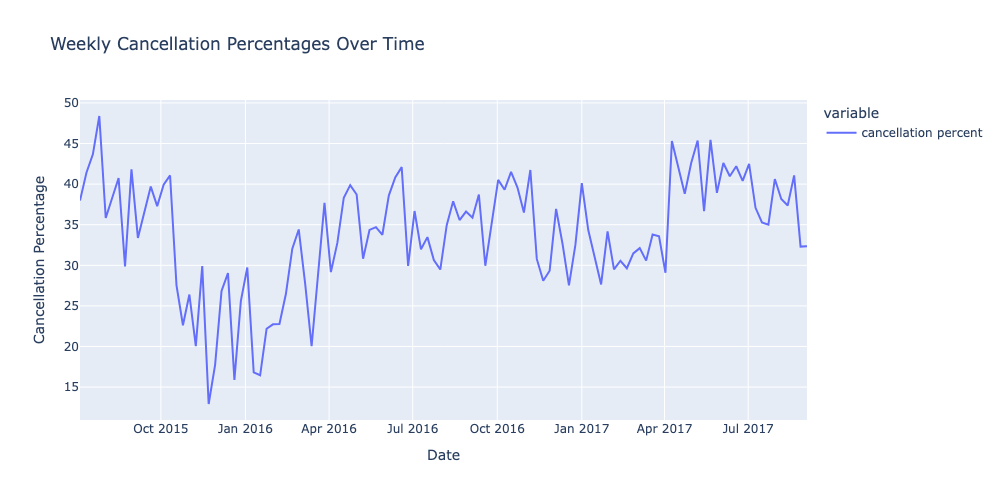 Weekly Cancellation Percentages Over Time
variable
cancellation percent
50
45
40
35
30
25
20
15
Cancellation Percentage
Oct 2015
Jan 2016
Apr 2016
Jul 2016
Oct 2016
Jan 2017
Apr 2017
Jul 2017
Date